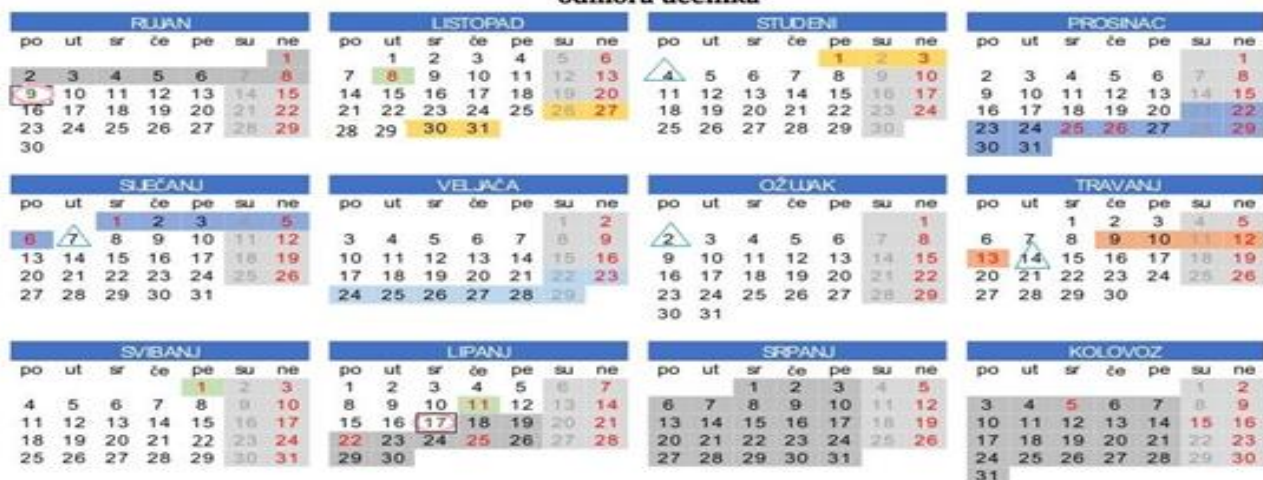 odmora učenika
RUJAN
po ut sr če pe su ne
1
2 3 4 5 6 7 8
9 10 11 12 13 14 15
16 17 18 19 20 21 22
23 24 25 26 27 28 29
30
LISTOPAD
po ut sr če pe su ne
1 2 3 4 5 6
7 8 9 10 11 12 13
14 15 16 17 18 19 20
21 22 23 24 25 26 27
28 29 30 31
STUDENI
po ut sr če pe su ne
1 2 3
4 5 6 7 8 9 10
11 12 13 14 15 16 17
18 19 20 21 22 23 24
25 26 27 28 29 30
PROSINAC
po ut sr če pe su ne
1
2 3 4 5 6 7 8
9 10 11 12 13 14 15
16 17 18 19 20 22
23 24 25 26 27 29
30 31
SIJEČANJ
po ut sr če pe su ne
1 2 3 5
6 7 8 9 10 11 12
13 14 15 16 17 18 19
20 21 22 23 24 25 26
27 28 29 30 31
VELJAČA
po ut sr če pe su ne
1 2
3 4 5 6 7 8 9
10 11 12 13 14 15 16
17 18 19 20 21 22 23
24 25 26 27 28 29
OŽUJAK
po ut sr če pe su ne
1
2 3 4 5 6 7 8
9 10 11 12 13 14 15
16 17 18 19 20 21 22
23 24 25 26 27 28 29
30 31
TRAVANJ
po ut sr če pe su ne
1 2 3 4 5
6 7 8 9 10 11 12
13 14 15 16 17 18 19
20 21 22 23 24 25 26
27 28 29 30
SVIBANJ
po ut sr če pe su ne
1 2 3
4 5 6 7 8 9 10
11 12 13 14 15 16 17
18 19 20 21 22 23 24
25 26 27 28 29 30 31
LIPANJ
po ut sr če pe su ne
1 2 3 4 5 6 7
8 9 10 11 12 13 14
15 16 17 18 19 20 21
22 23 24 25 26 27 28
29 30
SRPANJ
po ut sr če pe su ne
1 2 3 4 5
6 7 8 9 10 11 12
13 14 15 16 17 18 19
20 21 22 23 24 25 26
27 28 29 30 31
KOLOVOZ
po ut sr če pe su ne
1 2
3 4 5 6 7 8 9
10 11 12 13 14 15 16
17 18 19 20 21 22 23
24 25 26 27 28 29 30
31